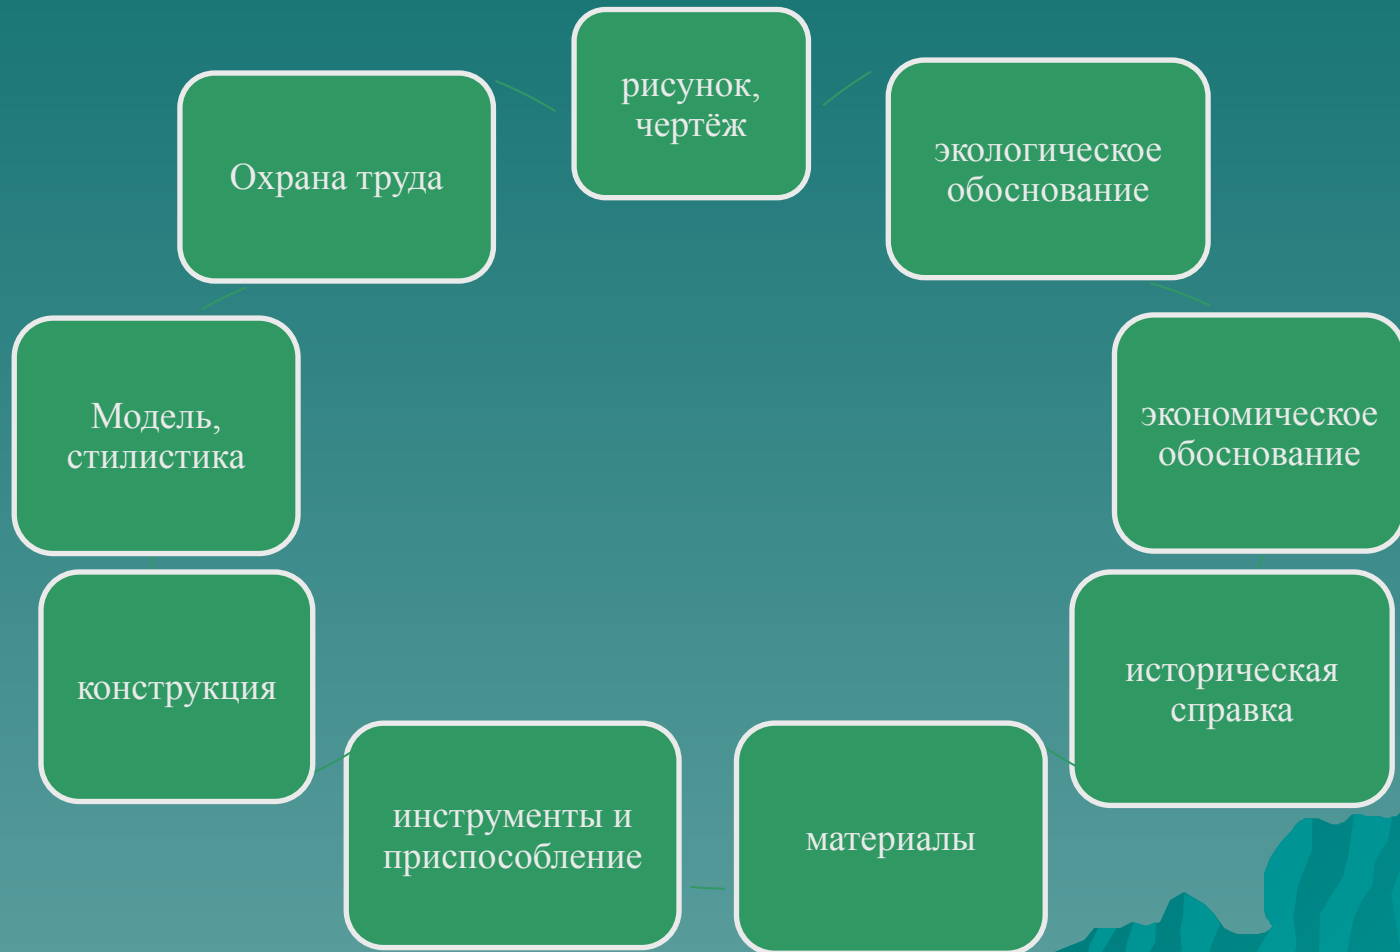 рисунок,
чертёж
экологическое
обоснование
экономическое
обоснование
историческая
справка
материалы
инструменты и
приспособление
конструкция
Модель,
стилистика
Охрана труда